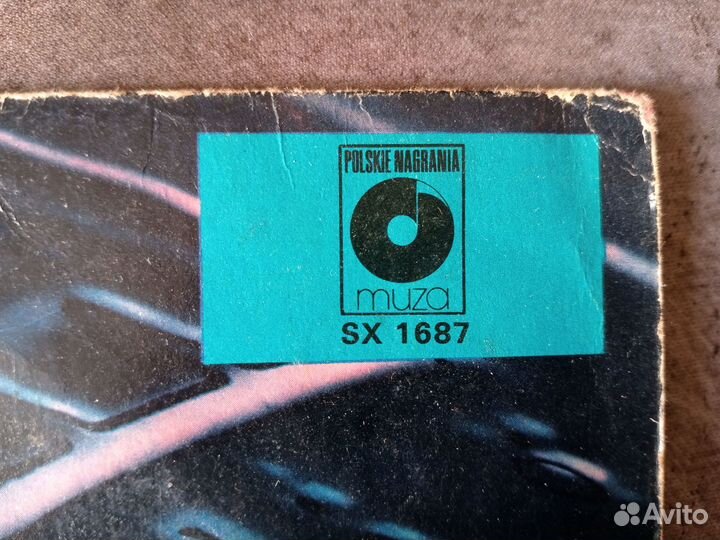 POLSKIE NAGRANIA
muza
SX 1687
Avito